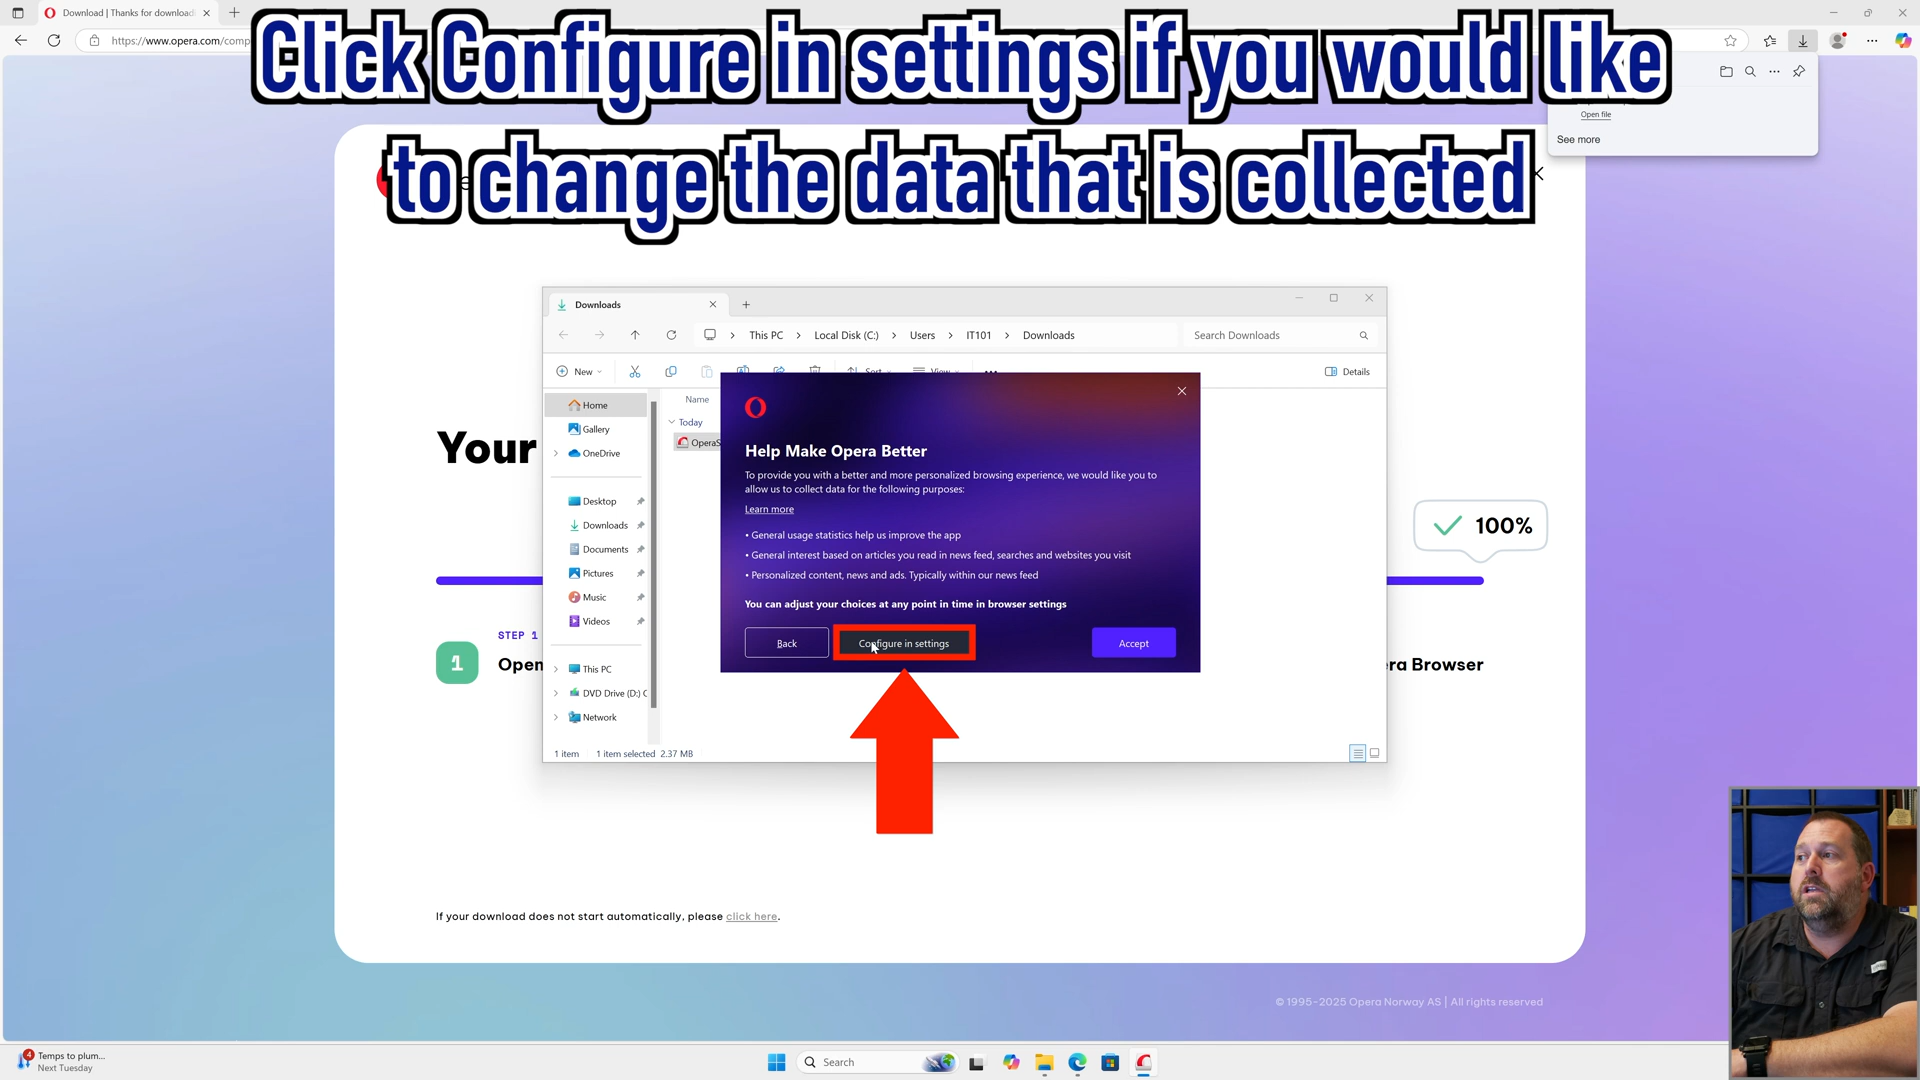 Download | Thanks for download
https://www.opera.com/comp
Click Configure in settings if you would like
to change the data that is collected
Open file
See more
Downloads
This PC > Local Disk (C:) > Users > IT101 > Downloads
Search Downloads
New
Sort
View
Details
Home
Gallery
OneDrive
Desktop
Downloads
Documents
Pictures
Music
Videos
This PC
DVD Drive (D:) C
Network
Name
Today
OperaS
1 item
1 item selected 2.37 MB
Help Make Opera Better
To provide you with a better and more personalized browsing experience, we would like you to
allow us to collect data for the following purposes:
Learn more
• General usage statistics help us improve the app
• General interest based on articles you read in news feed, searches and websites you visit
• Personalized content, news and ads. Typically within our news feed
You can adjust your choices at any point in time in browser settings
Back
Configure in settings
Accept
Your
100%
STEP 1
1
Open
ra Browser
If your download does not start automatically, please click here.
© 1995-2025 Opera Norway AS | All rights reserved
4
Temps to plum...
Next Tuesday
Search